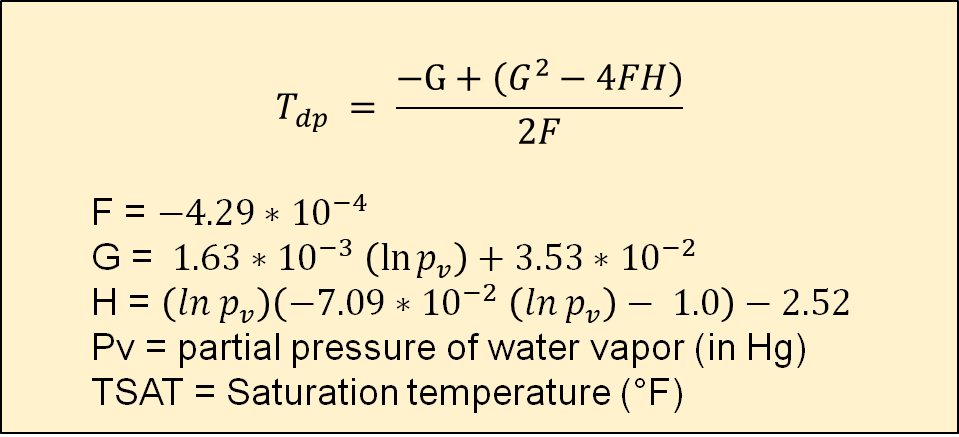 T_dp = (−G + (G² − 4FH)) / 2F
F = −4.29 ∗ 10⁻⁴
G = 1.63 ∗ 10⁻³ (ln p_v) + 3.53 ∗ 10⁻²
H = (ln p_v)(−7.09 ∗ 10⁻² (ln p_v) − 1.0) − 2.52
Pv = partial pressure of water vapor (in Hg)
TSAT = Saturation temperature (°F)